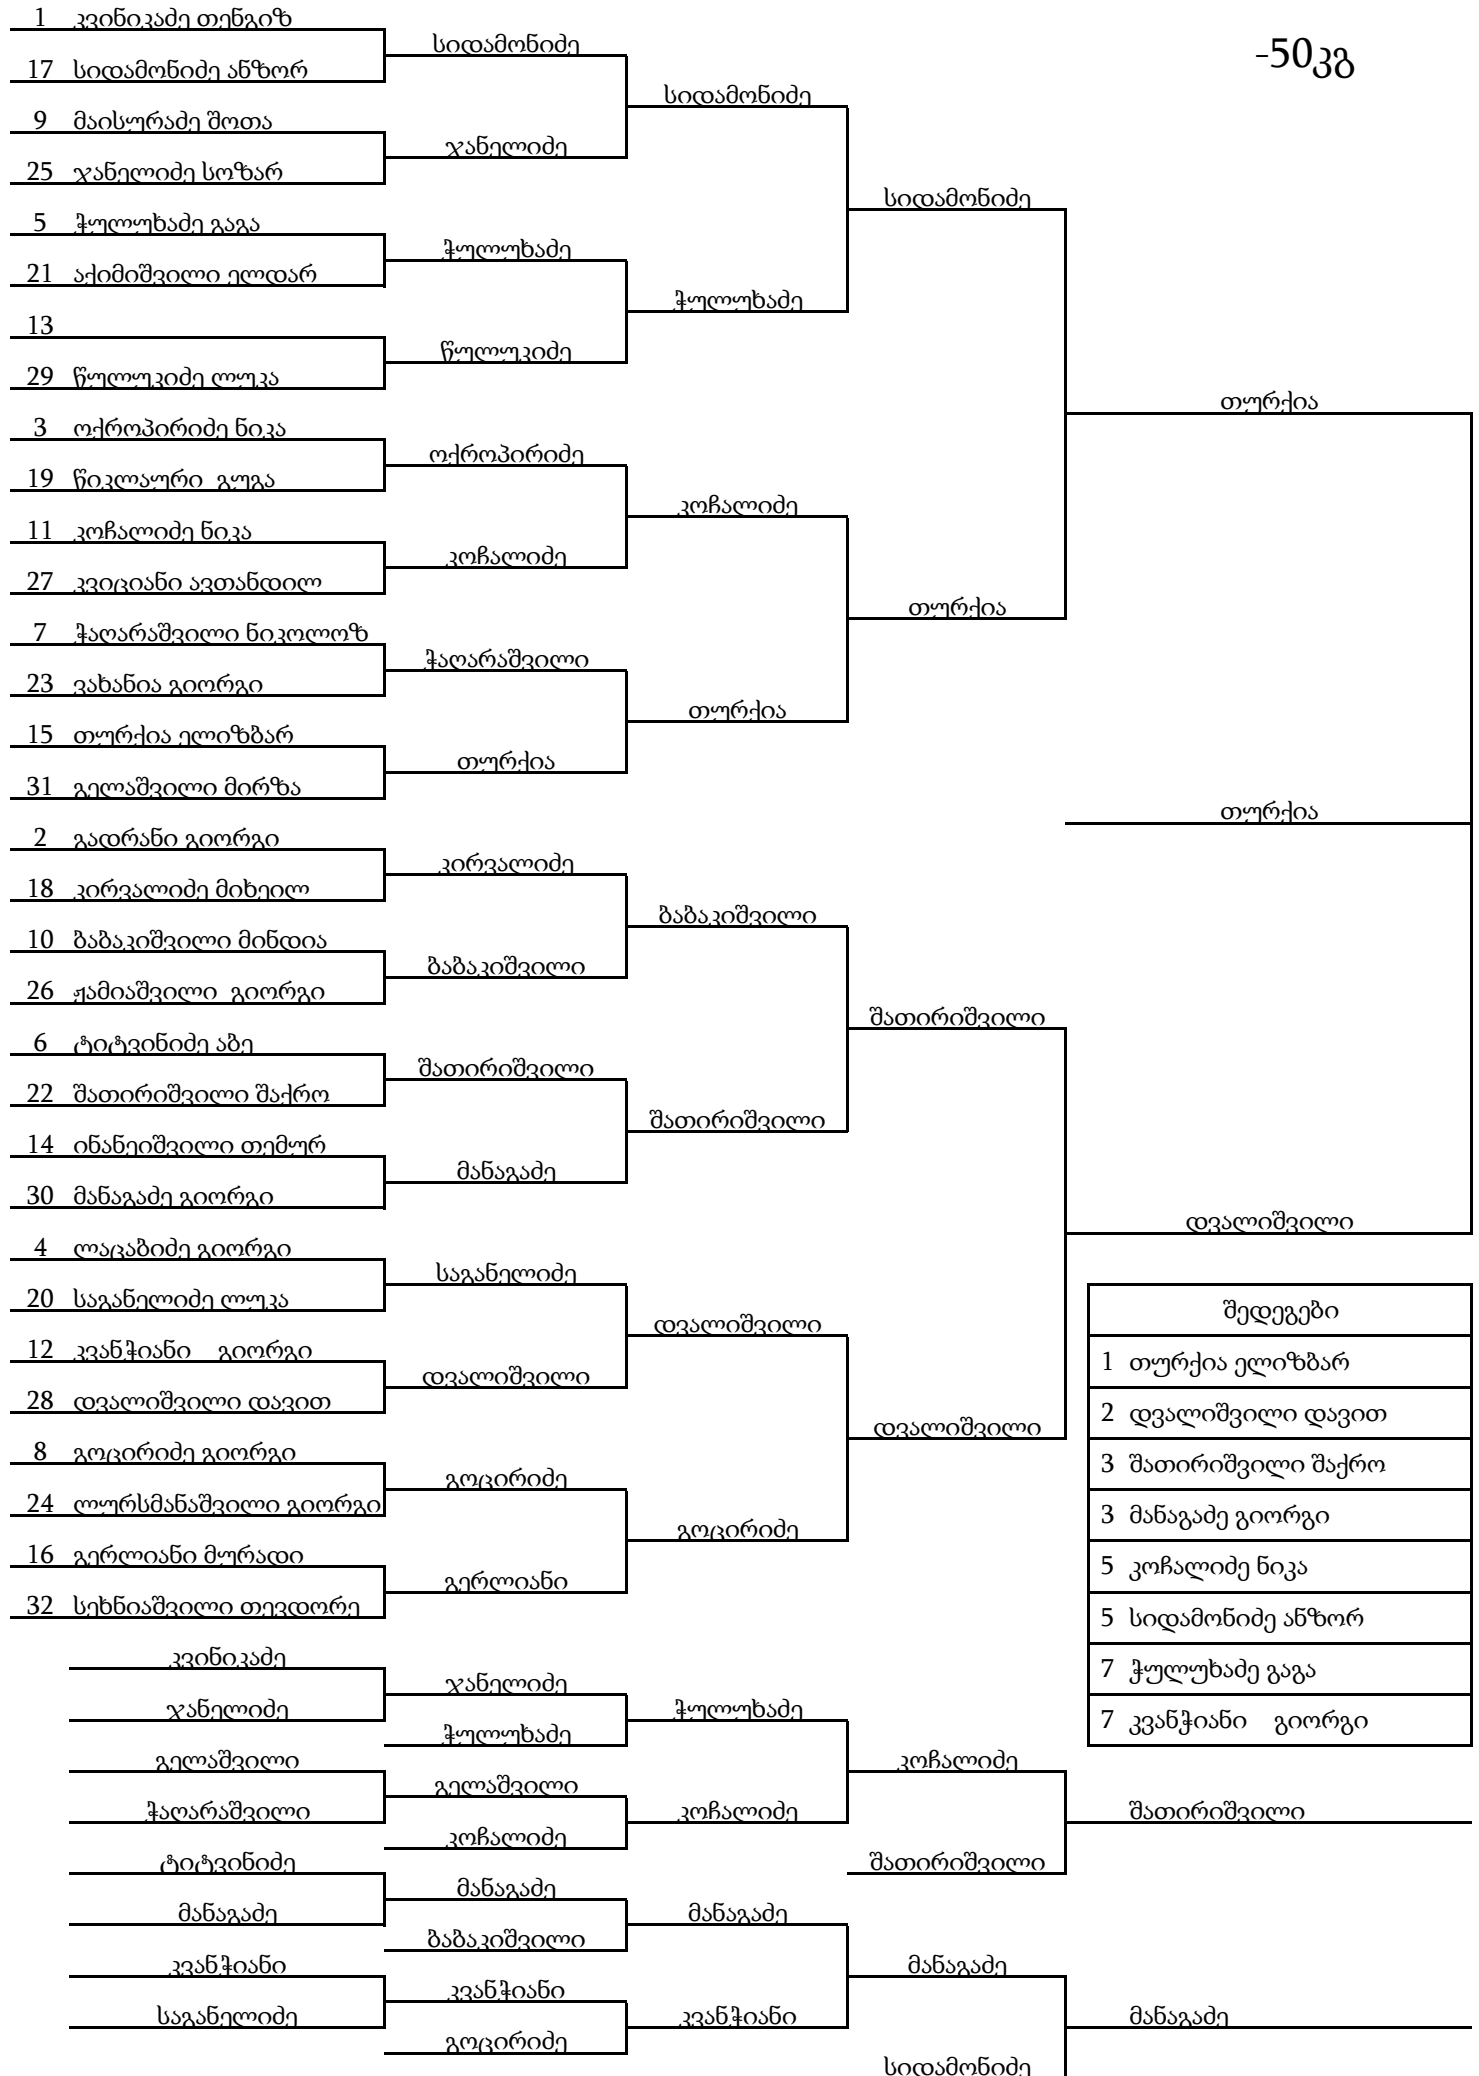 -50კგ
1 კვინიკაძე თენგიზ
17 სიდამონიძე ანზორ
9 მაისურაძე შოთა
25 ჯანელიძე სოზარ
5 ჭულუხაძე გაგა
21 აქიმიშვილი ელდარ
13
29 წულუკიძე ლუკა
3 ოქროპირიძე ნიკა
19 წიკლაური გუგა
11 კოჩალიძე ნიკა
27 კვიციანი ავთანდილ
7 ჭაღარაშვილი ნიკოლოზ
23 ვახანია გიორგი
15 თურქია ელიზბარ
31 გელაშვილი მირზა
2 გადრანი გიორგი
18 კირვალიძე მიხეილ
10 ბაბაკიშვილი მინდია
26 ჟამიაშვილი გიორგი
6 ტიტვინიძე აბე
22 შათირიშვილი შაქრო
14 ინანეიშვილი თემურ
30 მანაგაძე გიორგი
4 ლაცაბიძე გიორგი
20 საგანელიძე ლუკა
12 კვანჭიანი გიორგი
28 დვალიშვილი დავით
8 გოცირიძე გიორგი
24 ლურსმანაშვილი გიორგი
16 გერლიანი მურადი
32 სეხნიაშვილი თევდორე
სიდამონიძე
ჯანელიძე
ჭულუხაძე
წულუკიძე
ოქროპირიძე
კოჩალიძე
ჭაღარაშვილი
თურქია
კირვალიძე
ბაბაკიშვილი
შათირიშვილი
მანაგაძე
საგანელიძე
დვალიშვილი
გოცირიძე
გერლიანი
სიდამონიძე
ჭულუხაძე
კოჩალიძე
თურქია
ბაბაკიშვილი
შათირიშვილი
დვალიშვილი
გოცირიძე
სიდამონიძე
თურქია
შათირიშვილი
დვალიშვილი
თურქია
თურქია
დვალიშვილი
შედეგები
1 თურქია ელიზბარ
2 დვალიშვილი დავით
3 შათირიშვილი შაქრო
3 მანაგაძე გიორგი
5 კოჩალიძე ნიკა
5 სიდამონიძე ანზორ
7 ჭულუხაძე გაგა
7 კვანჭიანი გიორგი
კვინიკაძე
ჯანელიძე
გელაშვილი
ჭაღარაშვილი
ტიტვინიძე
მანაგაძე
კვანჭიანი
საგანელიძე
ჯანელიძე
ჭულუხაძე
გელაშვილი
კოჩალიძე
მანაგაძე
ბაბაკიშვილი
კვანჭიანი
გოცირიძე
ჭულუხაძე
კოჩალიძე
მანაგაძე
კვანჭიანი
კოჩალიძე
შათირიშვილი
მანაგაძე
სიდამონიძე
შათირიშვილი
მანაგაძე